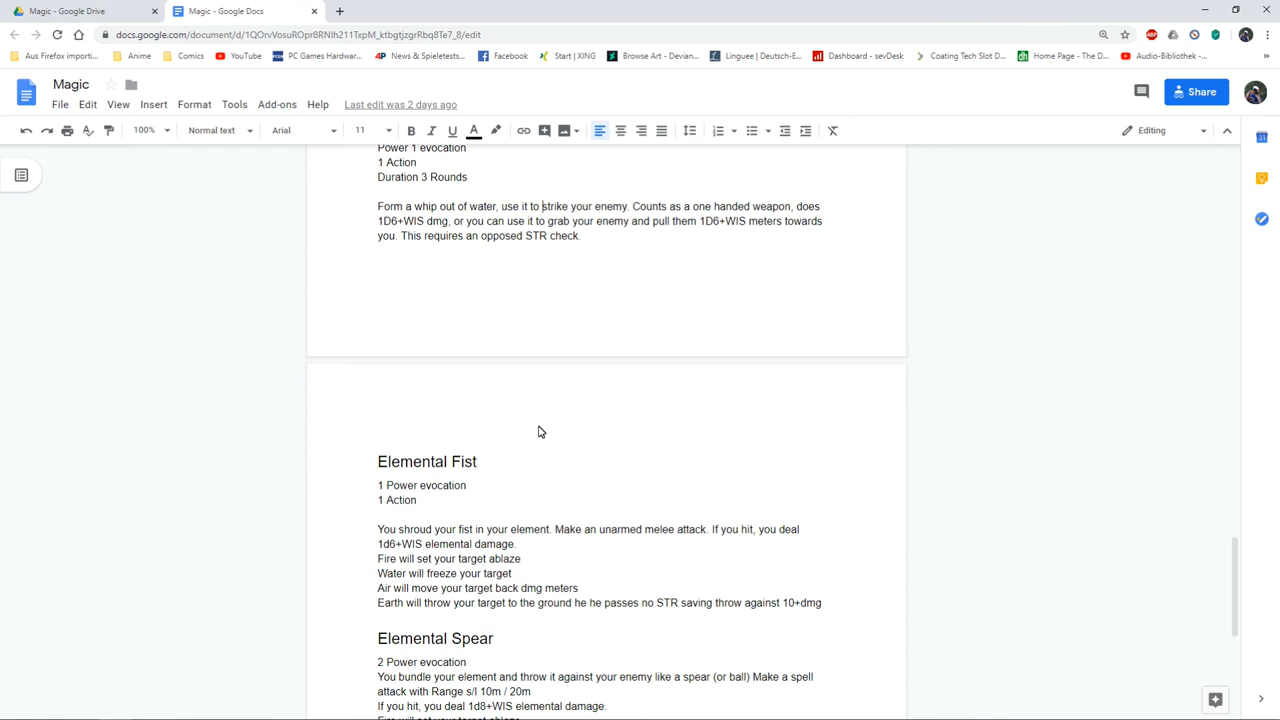 Magic - Google Drive
Magic - Google Docs
docs.google.com/document/d/1QOrvVosuROpr8RNIh211TxpM_ktbgtjzgrRbq8Te7_8/edit
Aus Firefox importi...
Anime
Comics
YouTube
PC Games Hardwar...
News & Spieletests...
Facebook
Start | XING
Browse Art - Devian...
Linguee | Deutsch-E...
Dashboard - sevDesk
Coating Tech Slot D...
Home Page - The D...
Audio-Bibliothek -...
Magic
File Edit View Insert Format Tools Add-ons Help Last edit was 2 days ago
Share
100% Normal text Arial 11 Editing
Power 1 evocation
1 Action
Duration 3 Rounds
Form a whip out of water, use it to strike your enemy. Counts as a one handed weapon, does
1D6+WIS dmg, or you can use it to grab your enemy and pull them 1D6+WIS meters towards
you. This requires an opposed STR check.
Elemental Fist
1 Power evocation
1 Action
You shroud your fist in your element. Make an unarmed melee attack. If you hit, you deal
1d6+WIS elemental damage.
Fire will set your target ablaze
Water will freeze your target
Air will move your target back dmg meters
Earth will throw your target to the ground he he passes no STR saving throw against 10+dmg
Elemental Spear
2 Power evocation
You bundle your element and throw it against your enemy like a spear (or ball) Make a spell
attack with Range s/l 10m / 20m
If you hit, you deal 1d8+WIS elemental damage.
Fire will set your target ablaze